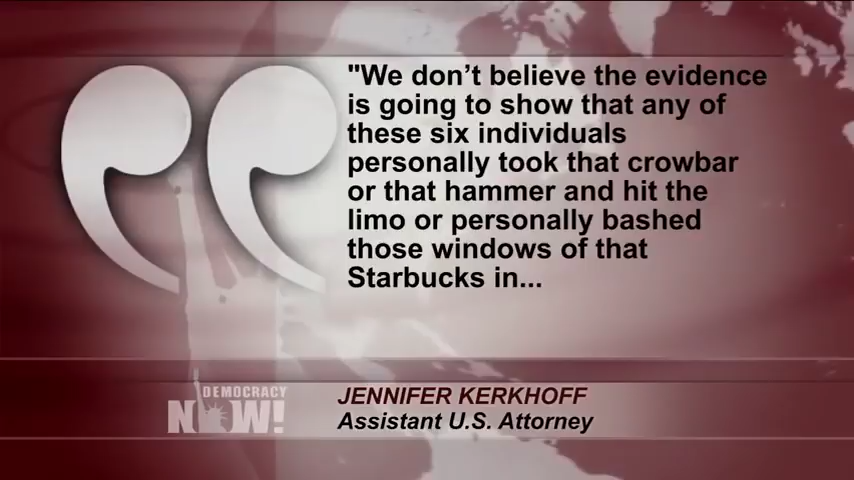 "We don’t believe the evidence
is going to show that any of
these six individuals
personally took that crowbar
or that hammer and hit the
limo or personally bashed
those windows of that
Starbucks in...
DEMOCRACY
NOW!
JENNIFER KERKHOFF
Assistant U.S. Attorney